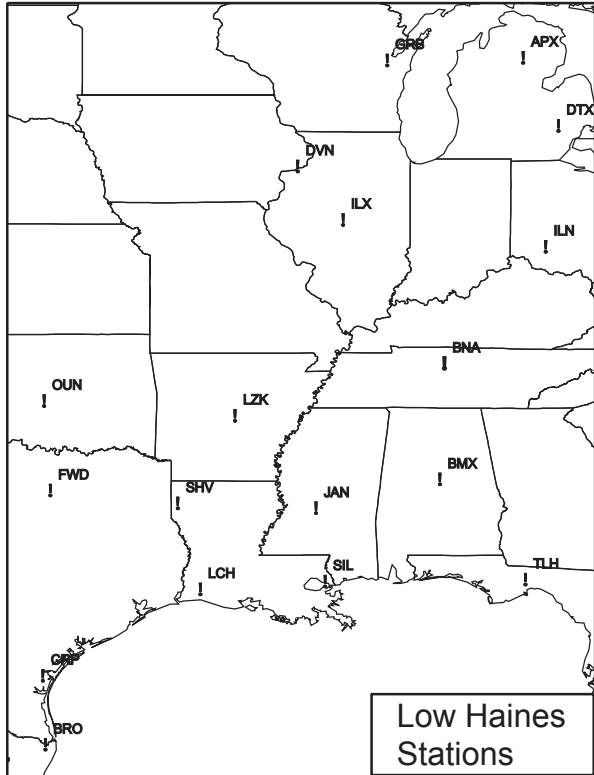 GRB
APX
DTX
DVN
ILX
ILN
BNA
OUN
LZK
FWD
SHV
JAN
BMX
LCH
SIL
TLH
CRP
BRO
Low Haines
Stations